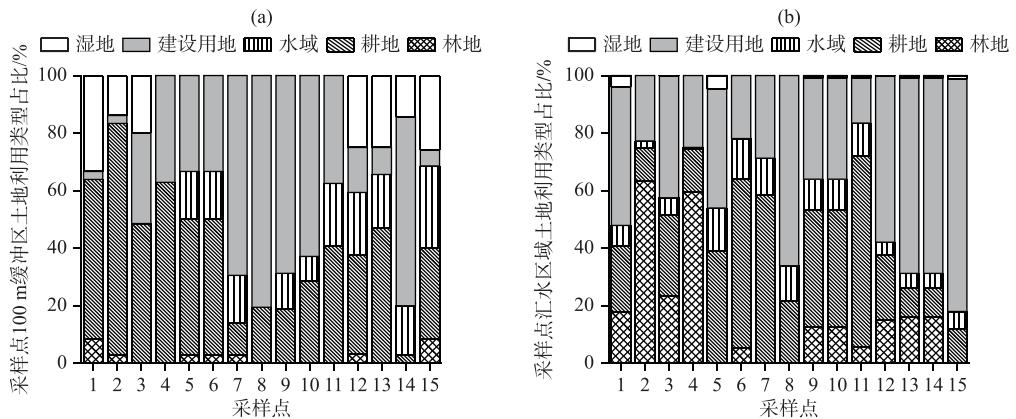 (a)
湿地 建设用地 水域 耕地 林地
采样点100 m缓冲区土地利用类型占比/%
100
80
60
40
20
0
1 2 3 4 5 6 7 8 9 10 11 12 13 14 15
采样点
(b)
湿地 建设用地 水域 耕地 林地
采样点汇水区域土地利用类型占比/%
100
80
60
40
20
0
1 2 3 4 5 6 7 8 9 10 11 12 13 14 15
采样点